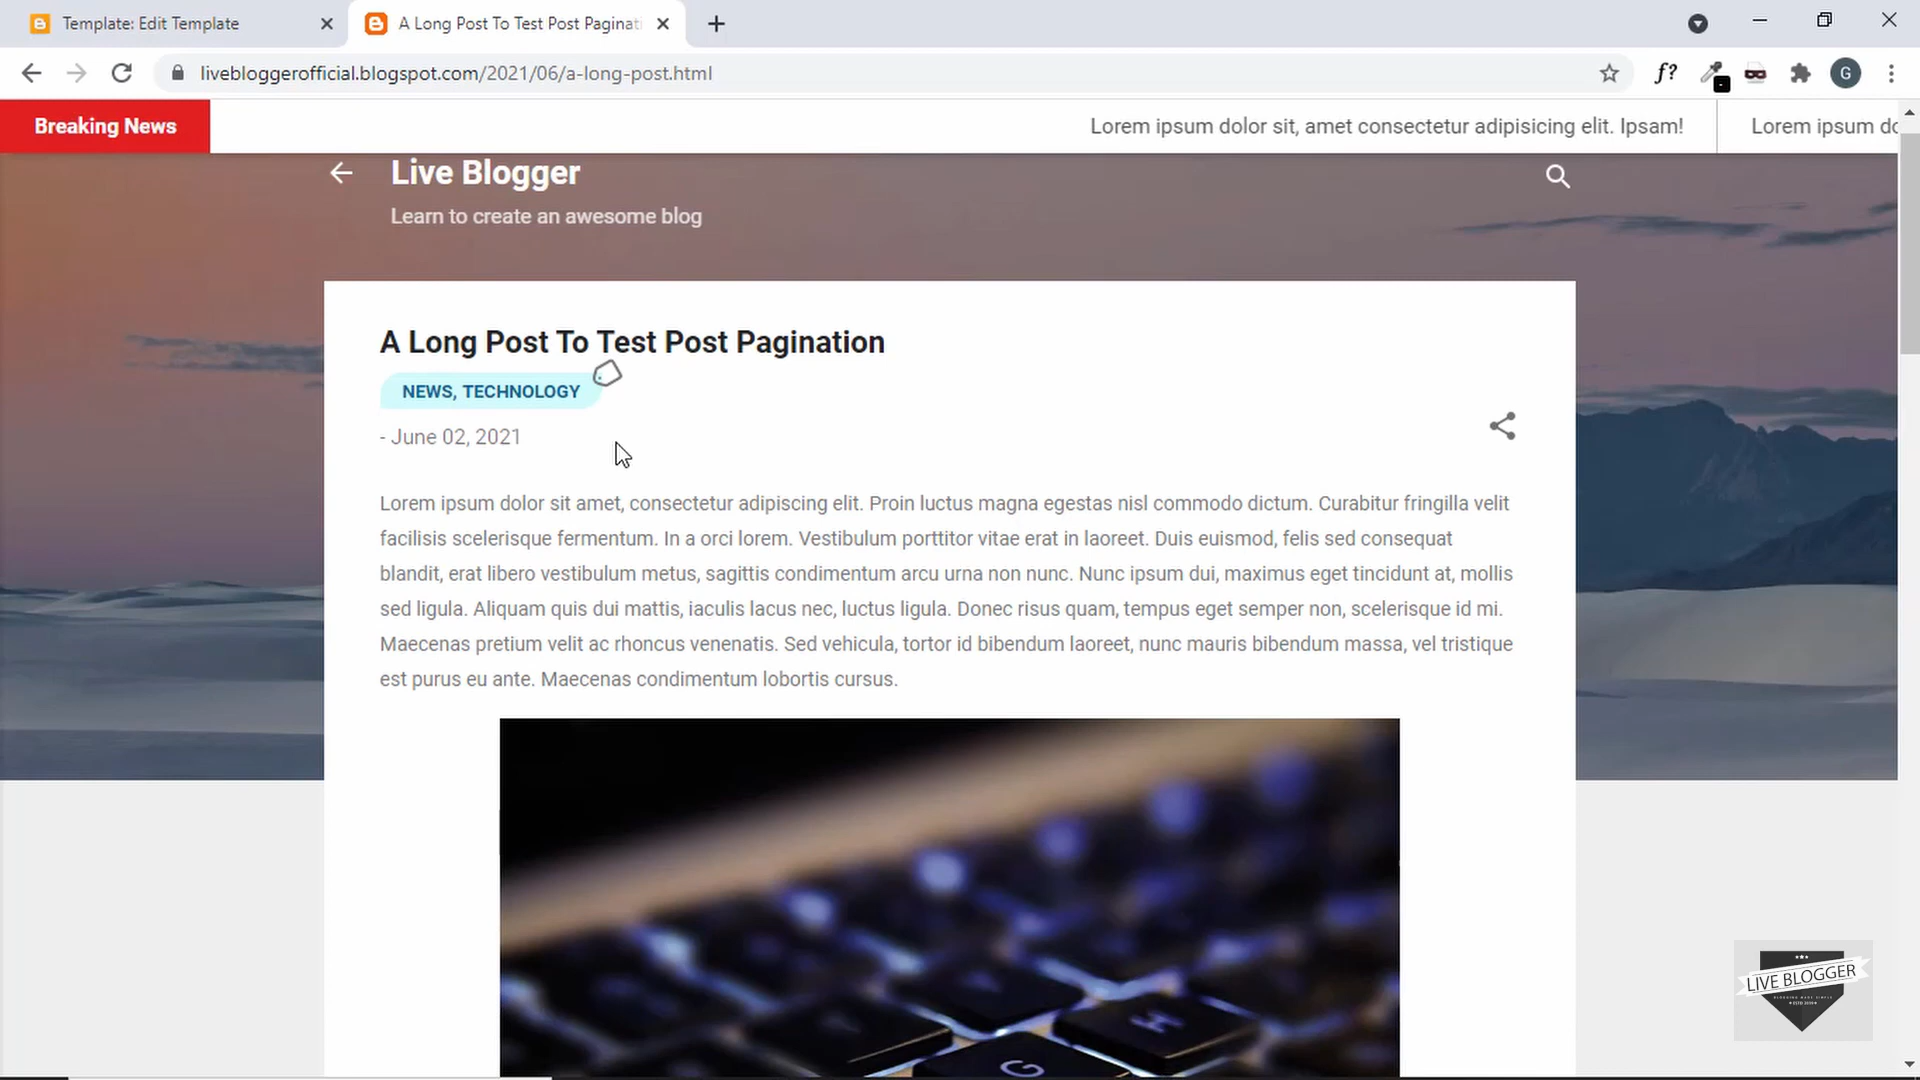 Template: Edit Template
A Long Post To Test Post Paginati
livebloggerofficial.blogspot.com/2021/06/a-long-post.html
f?
G
Breaking News
Lorem ipsum dolor sit, amet consectetur adipisicing elit. Ipsam!
Lorem ipsum do
Live Blogger
Learn to create an awesome blog
A Long Post To Test Post Pagination
NEWS, TECHNOLOGY
- June 02, 2021
Lorem ipsum dolor sit amet, consectetur adipiscing elit. Proin luctus magna egestas nisl commodo dictum. Curabitur fringilla velit
facilisis scelerisque fermentum. In a orci lorem. Vestibulum porttitor vitae erat in laoreet. Duis euismod, felis sed consequat
blandit, erat libero vestibulum metus, sagittis condimentum arcu urna non nunc. Nunc ipsum dui, maximus eget tincidunt at, mollis
sed ligula. Aliquam quis dui mattis, iaculis lacus nec, luctus ligula. Donec risus quam, tempus eget semper non, scelerisque id mi.
Maecenas pretium velit ac rhoncus venenatis. Sed vehicula, tortor id bibendum laoreet, nunc mauris bibendum massa, vel tristique
est purus eu ante. Maecenas condimentum lobortis cursus.
H
G
LIVE BLOGGER